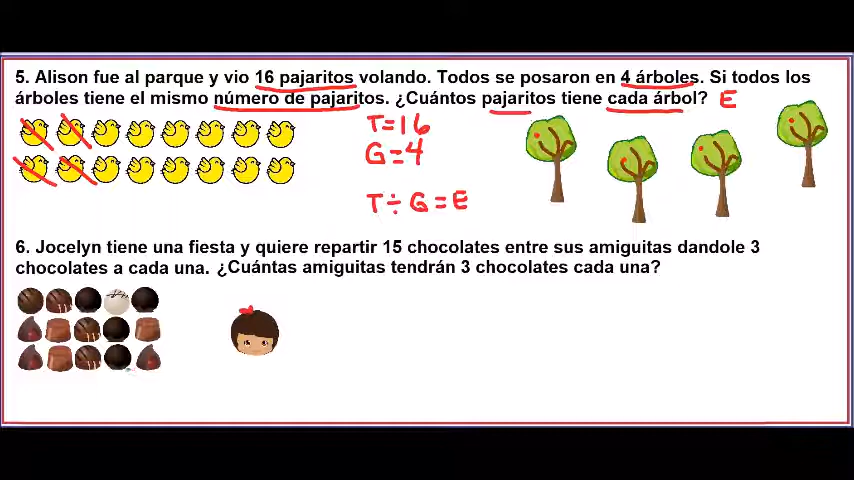 5. Alison fue al parque y vio 16 pajaritos volando. Todos se posaron en 4 árboles. Si todos los
árboles tiene el mismo número de pajaritos. ¿Cuántos pajaritos tiene cada árbol? E
T=16
G=4
T÷G=E
6. Jocelyn tiene una fiesta y quiere repartir 15 chocolates entre sus amiguitas dandole 3
chocolates a cada una. ¿Cuántas amiguitas tendrán 3 chocolates cada una?